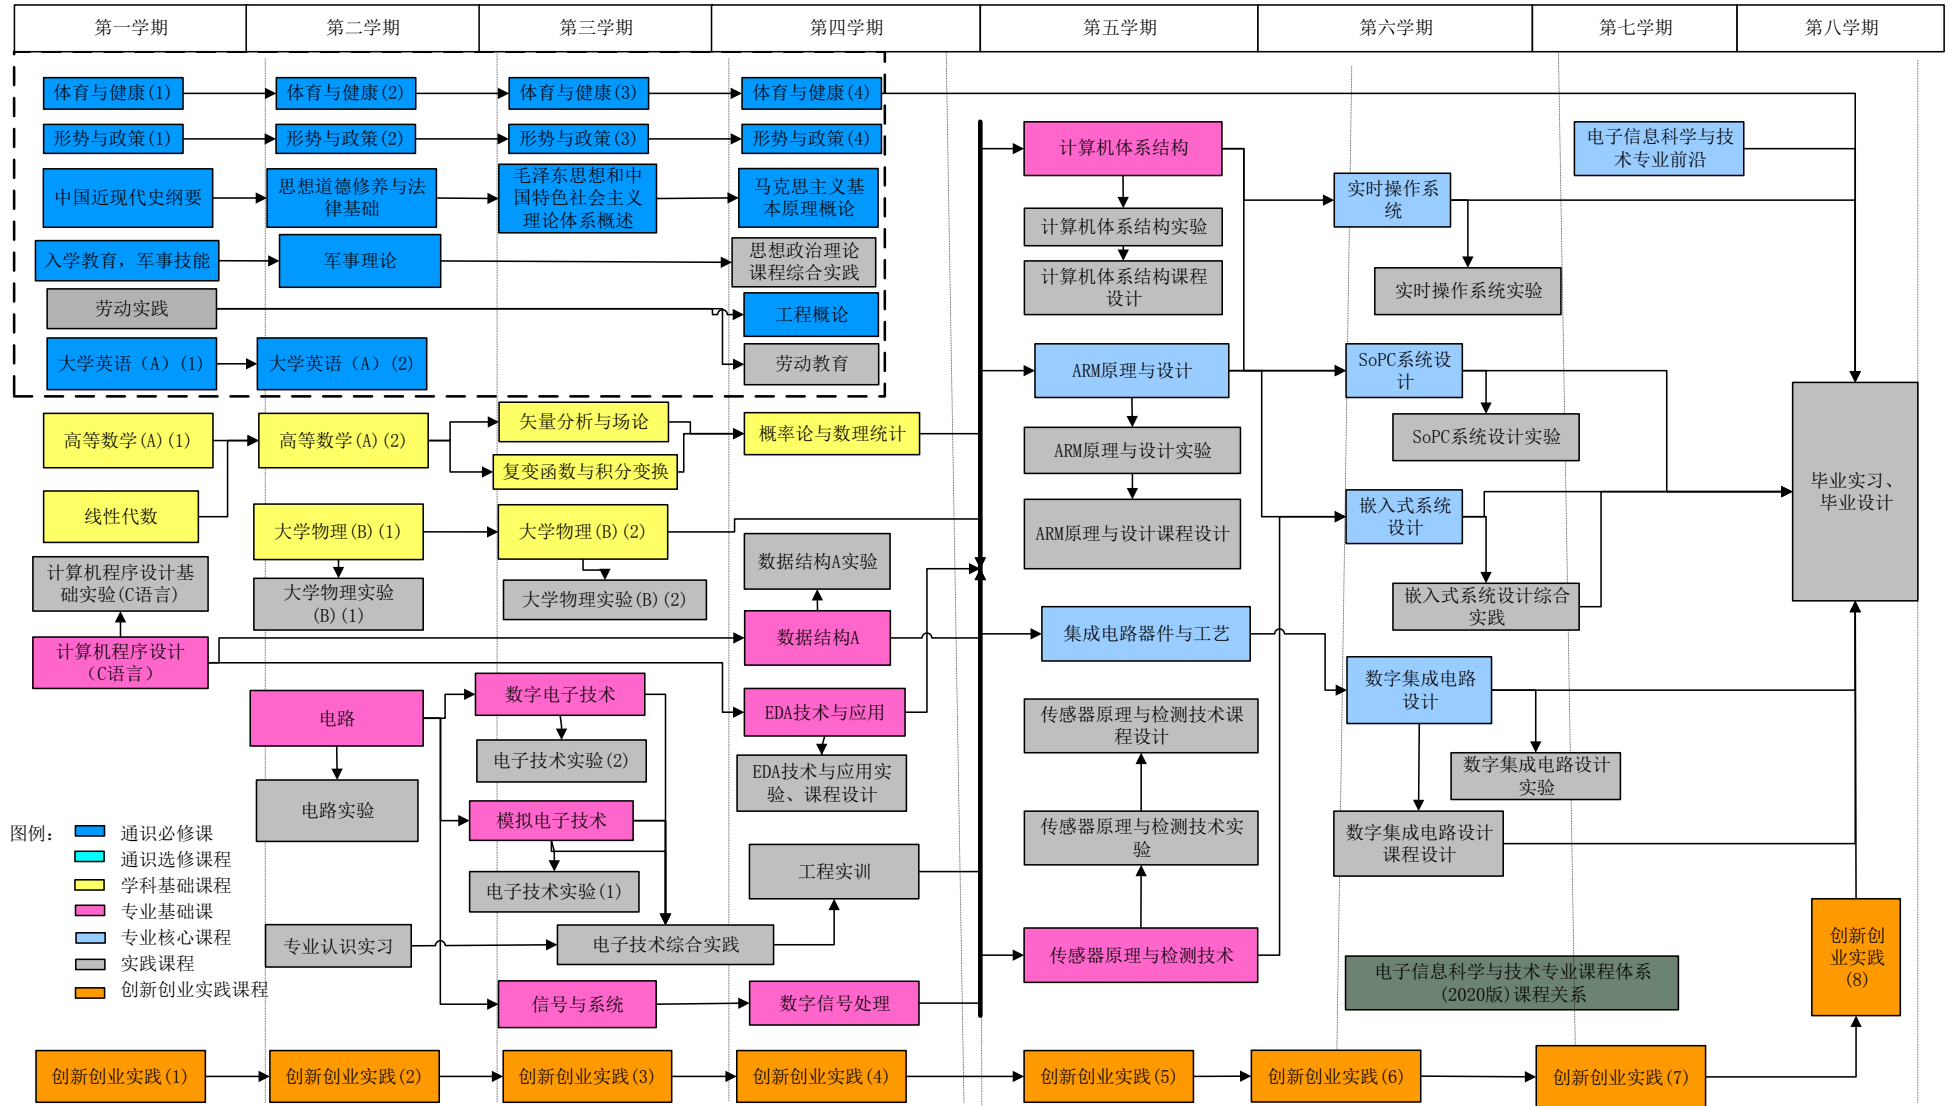 第一学期
第二学期
第三学期
第四学期
第五学期
第六学期
第七学期
第八学期
体育与健康(1)
体育与健康(2)
体育与健康(3)
体育与健康(4)
形势与政策(1)
形势与政策(2)
形势与政策(3)
形势与政策(4)
中国近现代史纲要
思想道德修养与法
律基础
毛泽东思想和中
国特色社会主义
理论体系概述
马克思主义基
本原理概论
入学教育，军事技能
军事理论
思想政治理论
课程综合实践
劳动实践
工程概论
大学英语（A）(1)
大学英语（A）(2)
劳动教育
高等数学(A)(1)
高等数学(A)(2)
矢量分析与场论
复变函数与积分变换
概率论与数理统计
线性代数
大学物理(B)(1)
大学物理(B)(2)
计算机程序设计基
础实验(C语言)
大学物理实验
(B)(1)
大学物理实验(B)(2)
数据结构A实验
数据结构A
计算机程序设计
（C语言）
电路
数字电子技术
EDA技术与应用
电子技术实验(2)
EDA技术与应用实
验、课程设计
电路实验
模拟电子技术
电子技术实验(1)
工程实训
专业认识实习
电子技术综合实践
信号与系统
数字信号处理
计算机体系结构
计算机体系结构实验
计算机体系结构课程
设计
ARM原理与设计
ARM原理与设计实验
ARM原理与设计课程设计
集成电路器件与工艺
传感器原理与检测技术课
程设计
传感器原理与检测技术实
验
传感器原理与检测技术
电子信息科学与技
术专业前沿
实时操作系
统
实时操作系统实验
SoPC系统设
计
SoPC系统设计实验
嵌入式系统
设计
嵌入式系统设计综合
实践
数字集成电路
设计
数字集成电路设计
实验
数字集成电路设计
课程设计
毕业实习、
毕业设计
电子信息科学与技术专业课程体系
(2020版)课程关系
创新创
业实践
(8)
图例：
通识必修课
通识选修课程
学科基础课程
专业基础课
专业核心课程
实践课程
创新创业实践课程
创新创业实践(1)
创新创业实践(2)
创新创业实践(3)
创新创业实践(4)
创新创业实践(5)
创新创业实践(6)
创新创业实践(7)